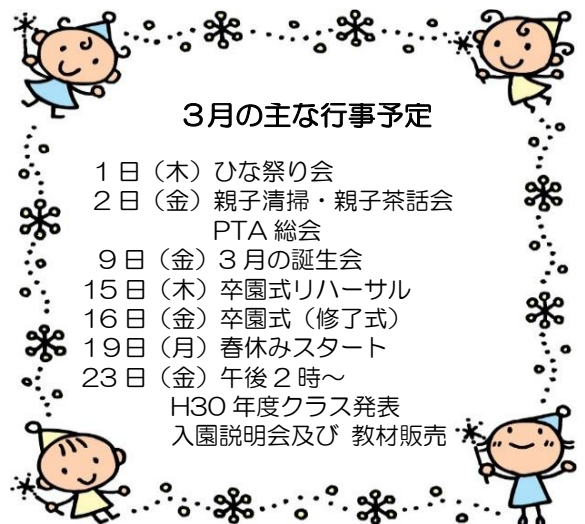 ３月の主な行事予定
１日（木）ひな祭り会
２日（金）親子清掃・親子茶話会
PTA 総会
９日（金）３月の誕生会
15日（木）卒園式リハーサル
16日（金）卒園式（修了式）
19日（月）春休みスタート
23日（金）午後２時～
H30 年度クラス発表
入園説明会及び 教材販売